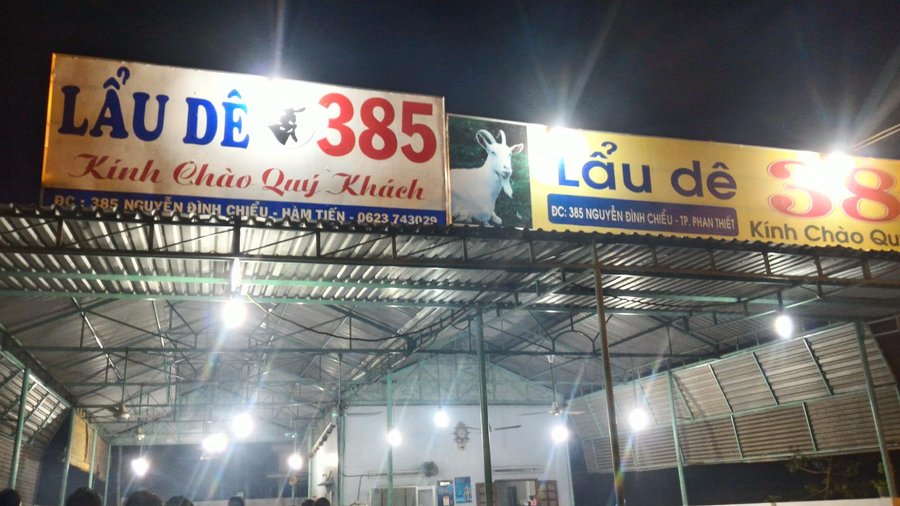 LẨU DÊ 385
Kính Chào Quý Khách
ĐC : 385 NGUYỄN ĐÌNH CHIỂU - HÀM TIẾN - 0623 743029
Lẩu dê 38
ĐC: 385 NGUYỄN ĐÌNH CHIỂU - TP. PHAN THIẾT
Kính Chào Qu